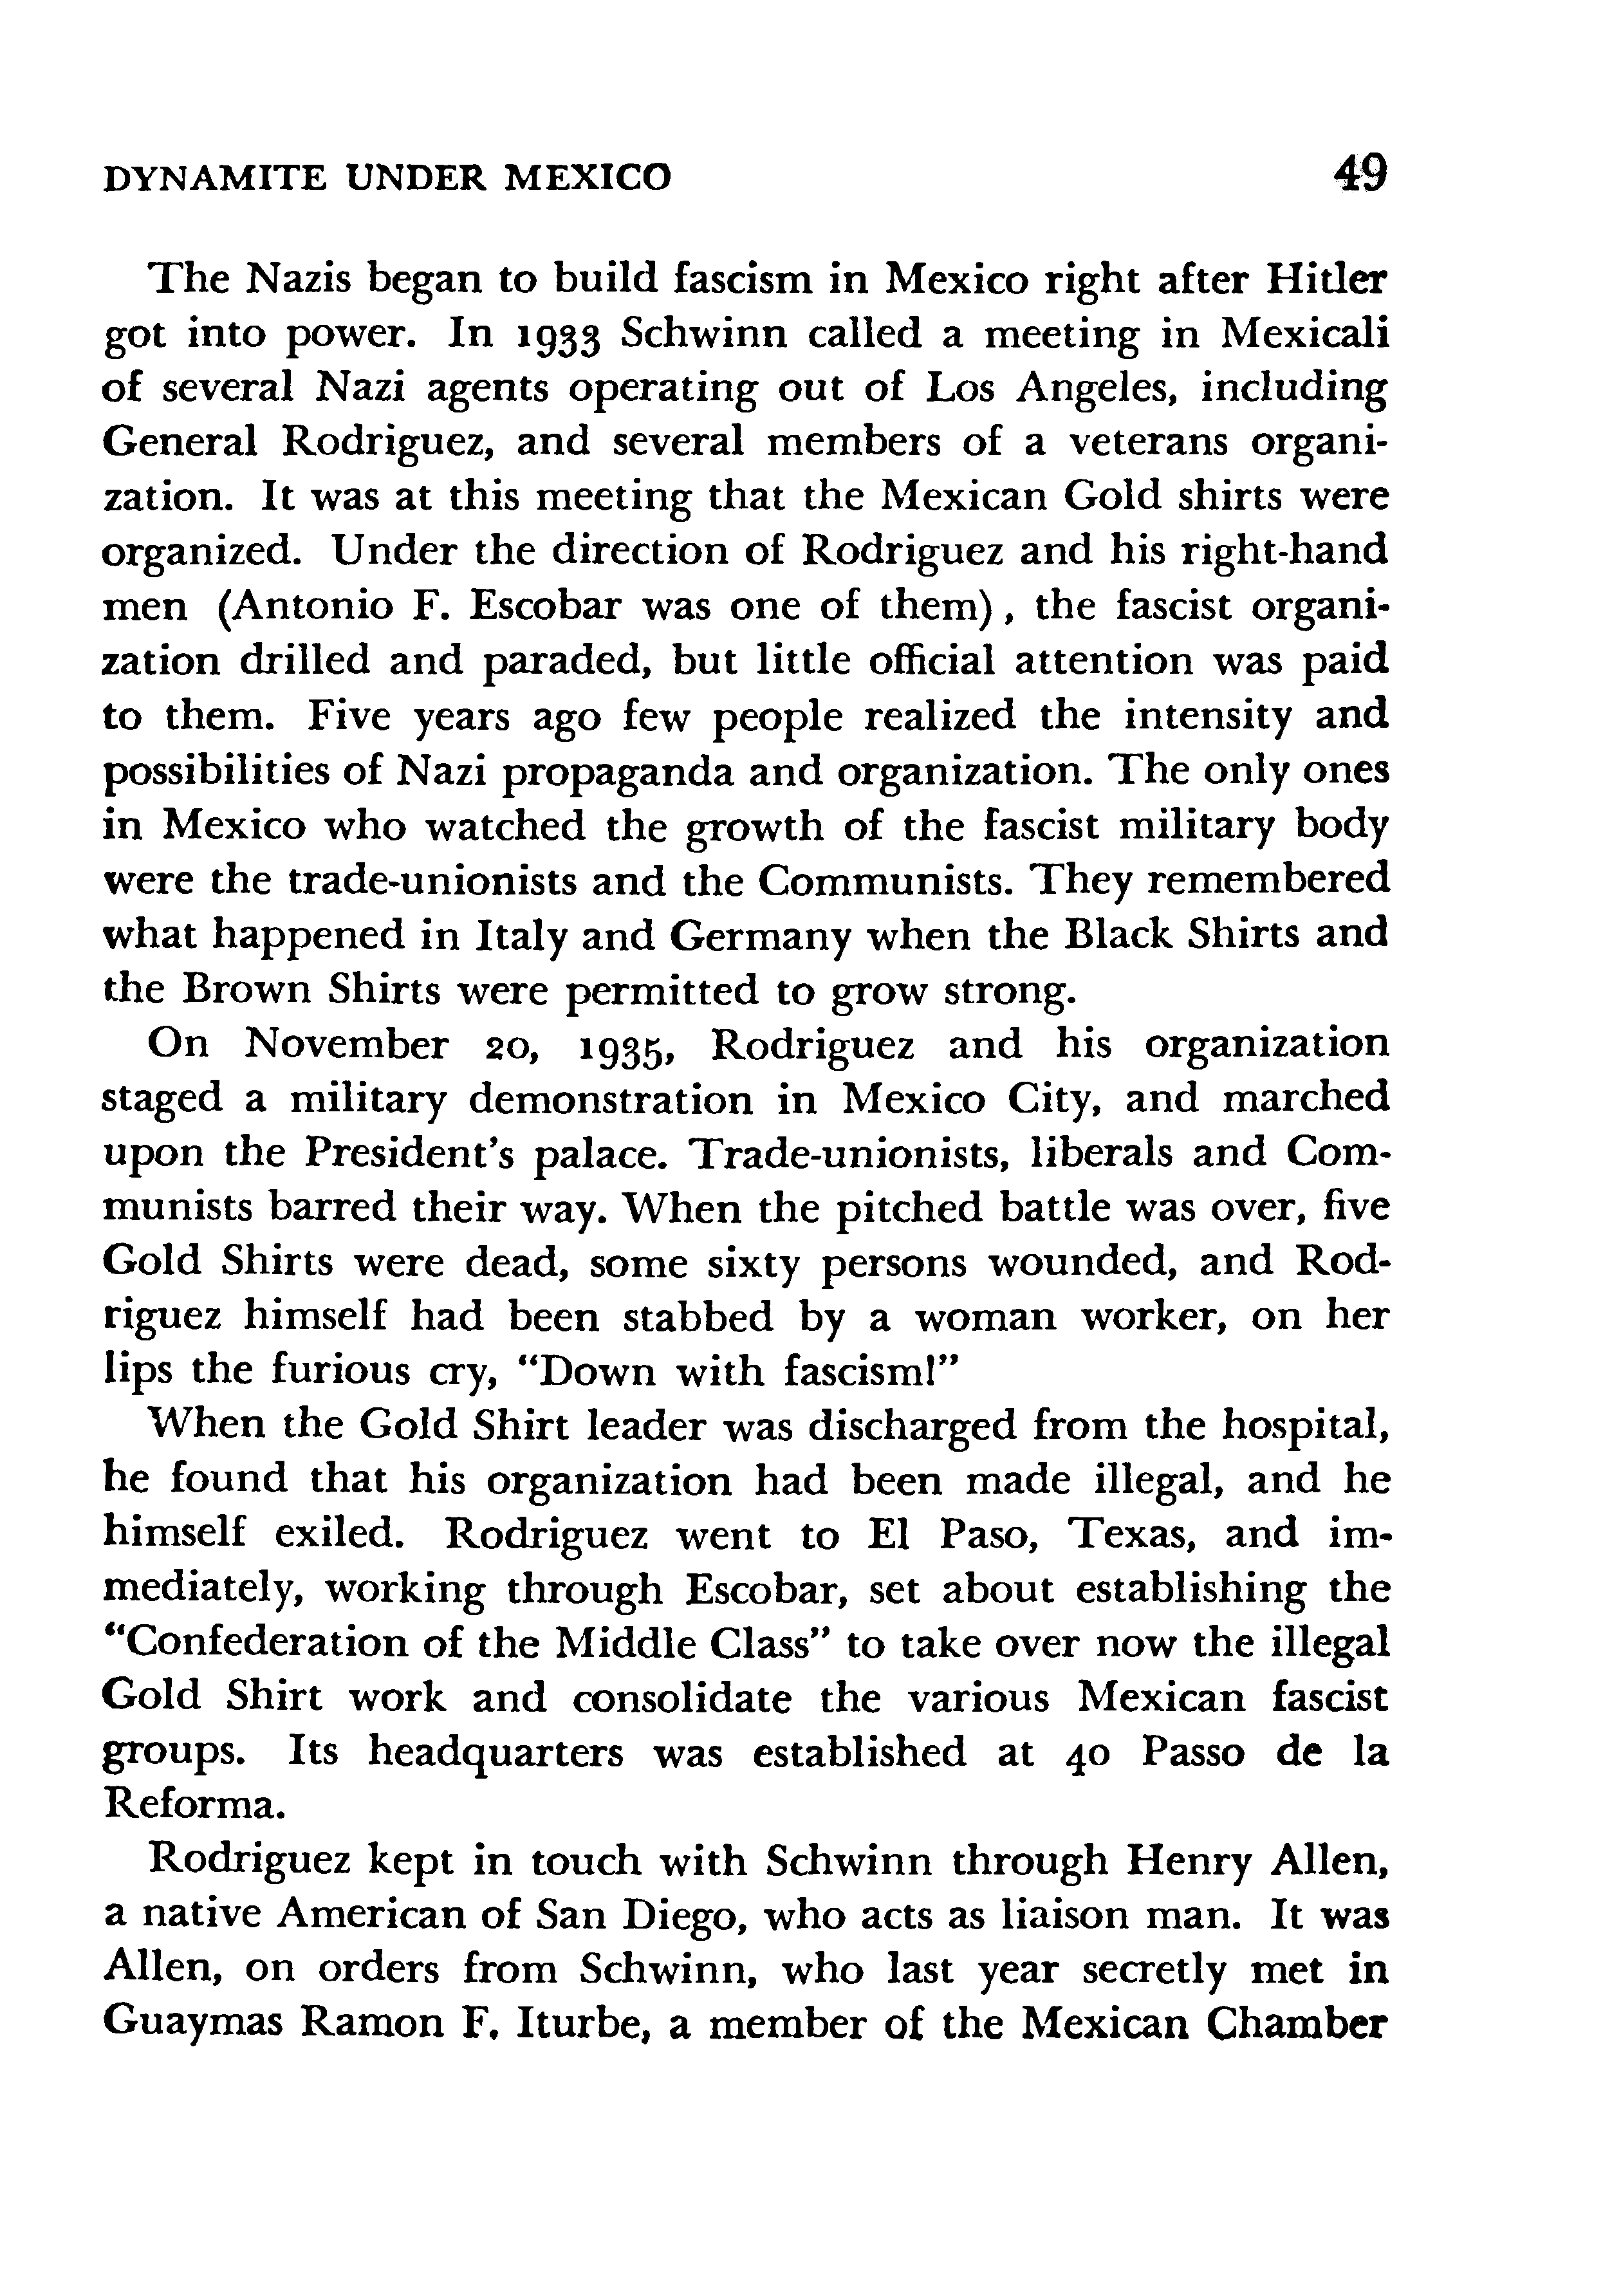 DYNAMITE UNDER MEXICO 49
The Nazis began to build fascism in Mexico right after Hitler
got into power. In 1933 Schwinn called a meeting in Mexicali
of several Nazi agents operating out of Los Angeles, including
General Rodriguez, and several members of a veterans organi-
zation. It was at this meeting that the Mexican Gold shirts were
organized. Under the direction of Rodriguez and his right-hand
men (Antonio F. Escobar was one of them), the fascist organi-
zation drilled and paraded, but little official attention was paid
to them. Five years ago few people realized the intensity and
possibilities of Nazi propaganda and organization. The only ones
in Mexico who watched the growth of the fascist military body
were the trade-unionists and the Communists. They remembered
what happened in Italy and Germany when the Black Shirts and
the Brown Shirts were permitted to grow strong.
On November 20, 1935, Rodriguez and his organization
staged a military demonstration in Mexico City, and marched
upon the President's palace. Trade-unionists, liberals and Com-
munists barred their way. When the pitched battle was over, five
Gold Shirts were dead, some sixty persons wounded, and Rod-
riguez himself had been stabbed by a woman worker, on her
lips the furious cry, "Down with fascism!"
When the Gold Shirt leader was discharged from the hospital,
he found that his organization had been made illegal, and he
himself exiled. Rodriguez went to El Paso, Texas, and im-
mediately, working through Escobar, set about establishing the
"Confederation of the Middle Class" to take over now the illegal
Gold Shirt work and consolidate the various Mexican fascist
groups. Its headquarters was established at 40 Passo de la
Reforma.
Rodriguez kept in touch with Schwinn through Henry Allen,
a native American of San Diego, who acts as liaison man. It was
Allen, on orders from Schwinn, who last year secretly met in
Guaymas Ramon F. Iturbe, a member of the Mexican Chamber